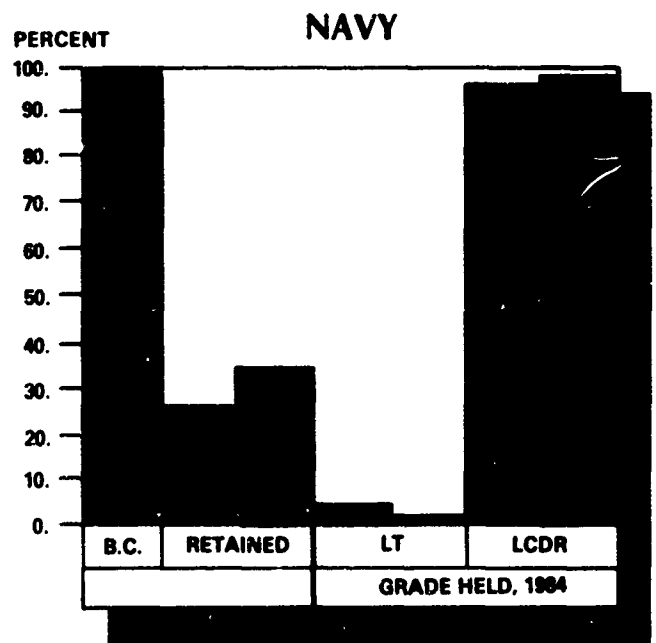 NAVY
PERCENT
100.
90.
80.
70.
60.
50.
40.
30.
20.
10.
0.
B.C. RETAINED LT LCDR
GRADE HELD, 1984